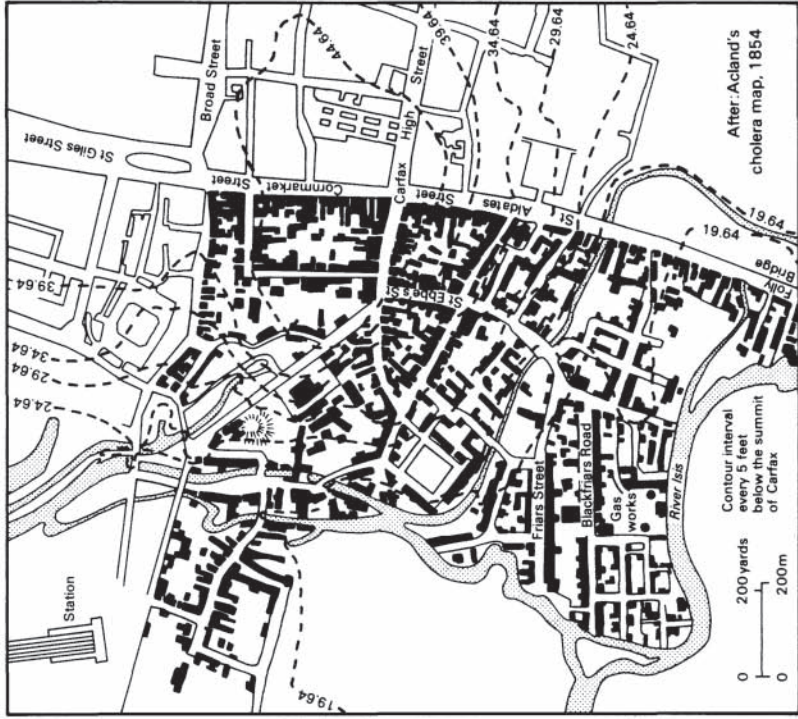 St Giles Street
Broad Street
44.64
39.64
34.64
29.64
24.64
High Street
Carfax
Cornmarket Street
St Aldates Street
39.64
34.64
29.64
24.64
St Ebbe's St
After: Acland's
cholera map, 1854
19.64
19.64
Folly
Bridge
Station
Friars Street
Blackfriars Road
Gas
works
River Isis
Contour interval
every 5 feet
below the summit
of Carfax
0 200 yards
0 200m
19.64